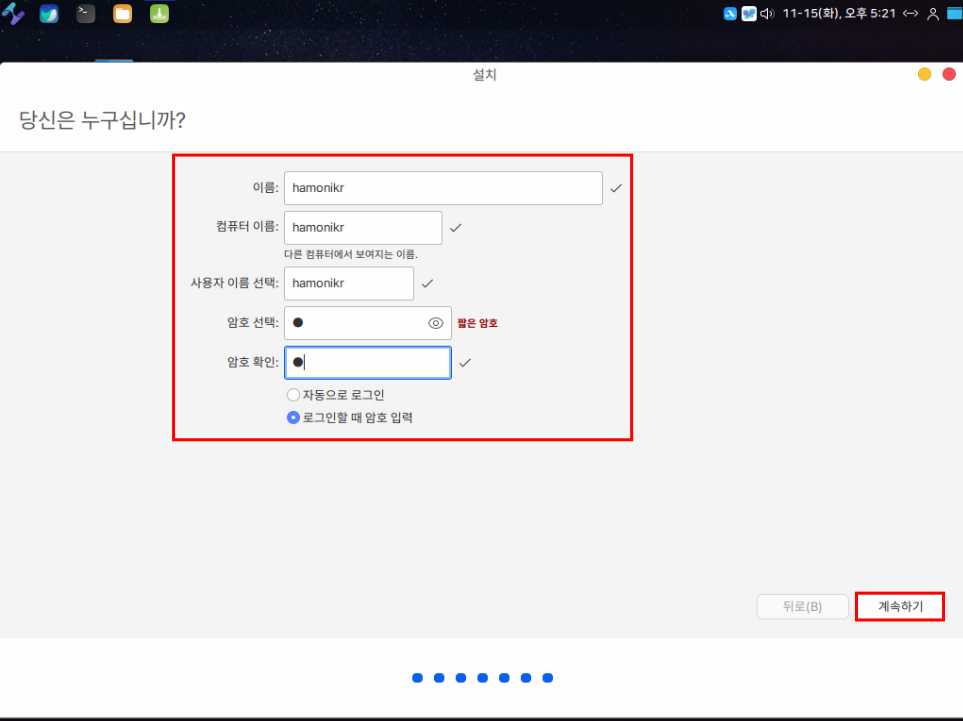 11-15(화), 오후 5:21
설치
당신은 누구십니까?
이름: hamonikr
컴퓨터 이름: hamonikr
다른 컴퓨터에서 보여지는 이름.
사용자 이름 선택: hamonikr
암호 선택: ● 짧은 암호
암호 확인: ●
자동으로 로그인
로그인할 때 암호 입력
뒤로(B) 계속하기